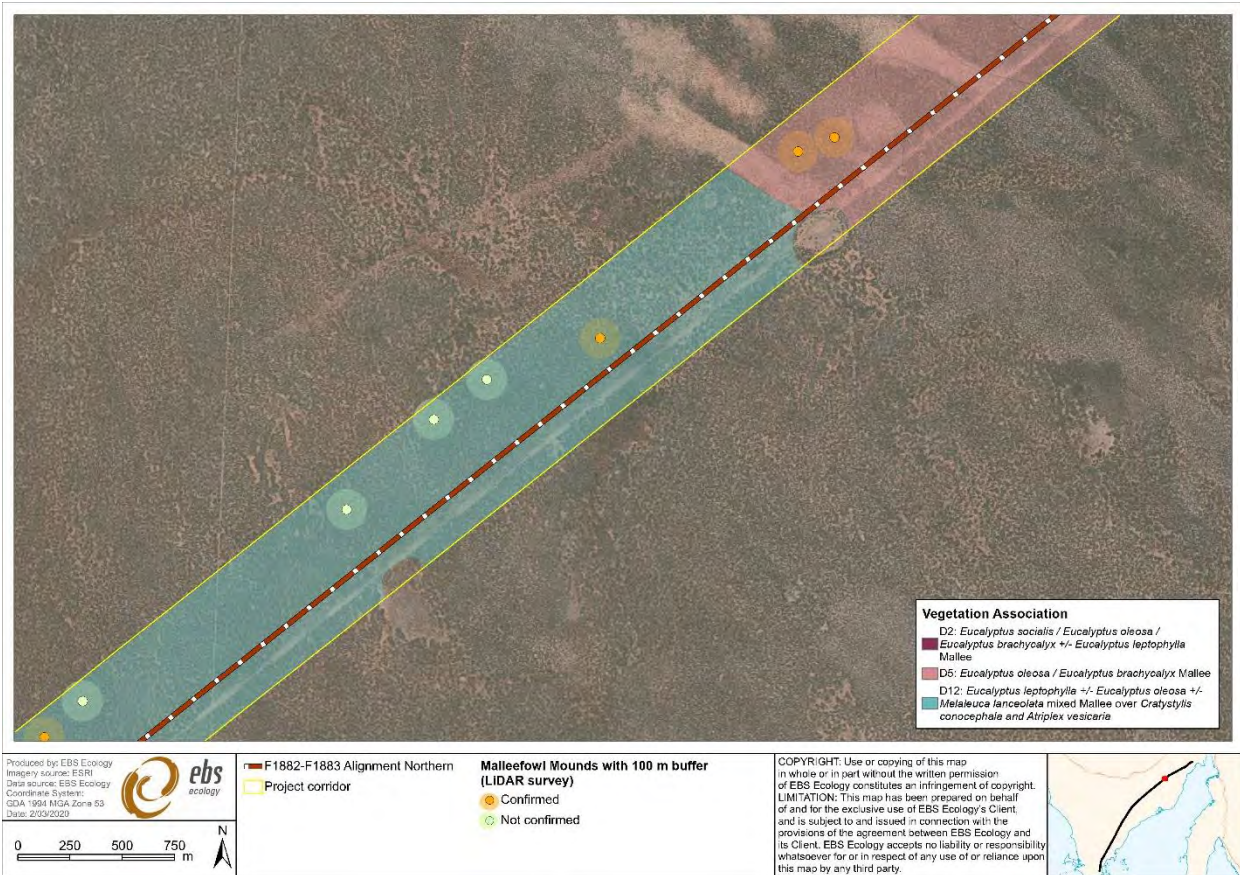 Vegetation Association
D2: Eucalyptus socialis / Eucalyptus oleosa /
Eucalyptus brachycalyx +/- Eucalyptus leptophylla
Mallee
D5: Eucalyptus oleosa / Eucalyptus brachycalyx Mallee
D12: Eucalyptus leptophylla +/- Eucalyptus oleosa +/-
Melaleuca lanceolata mixed Mallee over Cratystylis
conocephala and Atriplex vesicaria
Produced by: EBS Ecology
Imagery source: ESRI
Data source: EBS Ecology
Coordinate System:
GDA 1994 MGA Zone 53
Date: 2/03/2020
ebs
ecology
0 250 500 750
m
N
F1882-F1883 Alignment Northern
Project corridor
Malleefowl Mounds with 100 m buffer
(LiDAR survey)
Confirmed
Not confirmed
COPYRIGHT: Use or copying of this map
in whole or in part without the written permission
of EBS Ecology constitutes an infringement of copyright.
LIMITATION: This map has been prepared on behalf
of and for the exclusive use of EBS Ecology's Client,
and is subject to and issued in connection with the
provisions of the agreement between EBS Ecology and
its Client. EBS Ecology accepts no liability or responsibility
whatsoever for or in respect of any use of or reliance upon
this map by any third party.